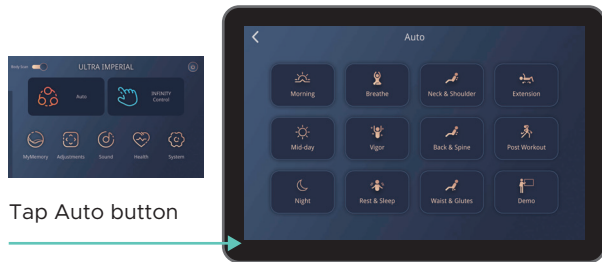 Body Scan
ULTRA IMPERIAL
Auto
INFINITY
Control
MyMemory Adjustments Sound Health System
Tap Auto button
Auto
Morning Breathe Neck & Shoulder Extension
Mid-day Vigor Back & Spine Post Workout
Night Rest & Sleep Waist & Glutes Demo